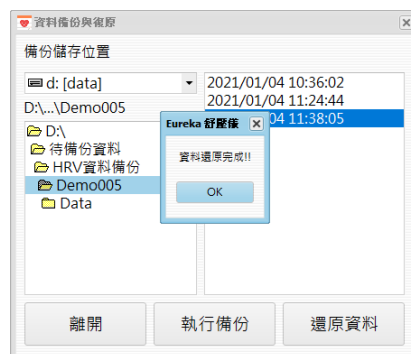 資料備份與復原
備份儲存位置
d: [data]
D:\...\Demo005
D:\
待備份資料
HRV資料備份
Demo005
Data
2021/01/04 10:36:02
2021/01/04 11:24:44
04 11:38:05
Eureka 舒壓儀
資料還原完成!!
OK
離開
執行備份
還原資料